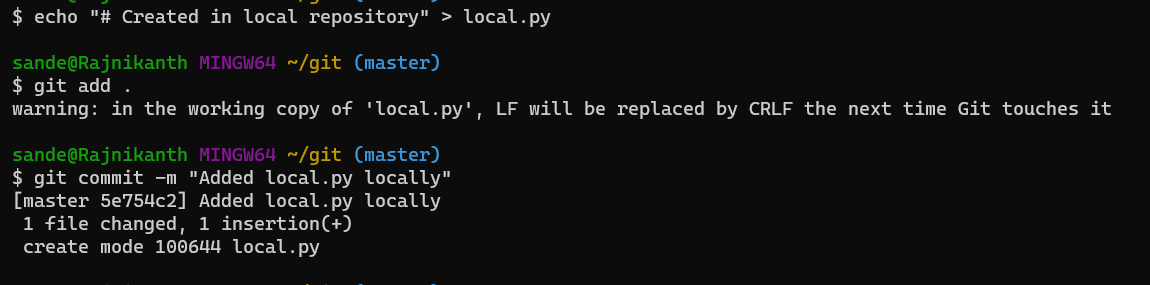 $ echo "# Created in local repository" > local.py
sande@Rajnikanth MINGW64 ~/git (master)
$ git add .
warning: in the working copy of 'local.py', LF will be replaced by CRLF the next time Git touches it
sande@Rajnikanth MINGW64 ~/git (master)
$ git commit -m "Added local.py locally"
[master 5e754c2] Added local.py locally
 1 file changed, 1 insertion(+)
 create mode 100644 local.py